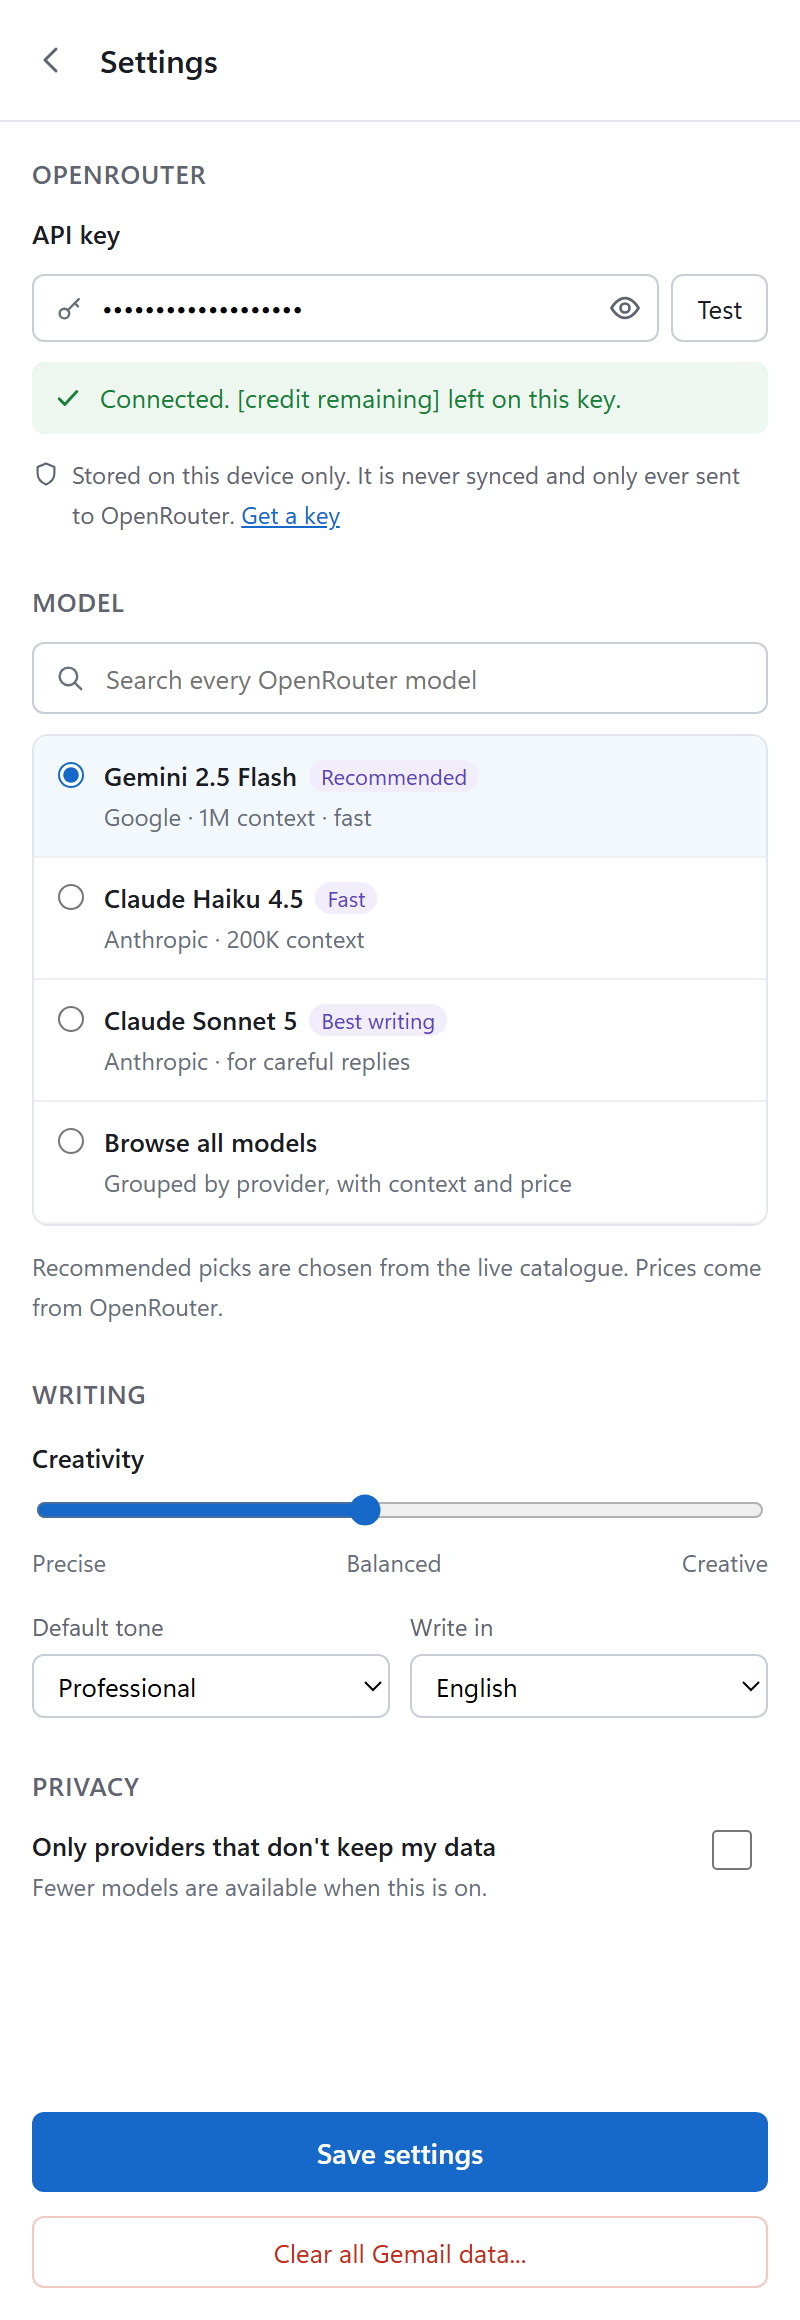 Settings
OPENROUTER
API key
•••••••••••••••••••
Test
Connected. [credit remaining] left on this key.
Stored on this device only. It is never synced and only ever sent
to OpenRouter. Get a key
MODEL
Search every OpenRouter model
Gemini 2.5 Flash Recommended
Google · 1M context · fast
Claude Haiku 4.5 Fast
Anthropic · 200K context
Claude Sonnet 5 Best writing
Anthropic · for careful replies
Browse all models
Grouped by provider, with context and price
Recommended picks are chosen from the live catalogue. Prices come
from OpenRouter.
WRITING
Creativity
Precise Balanced Creative
Default tone Write in
Professional English
PRIVACY
Only providers that don't keep my data
Fewer models are available when this is on.
Save settings
Clear all Gemail data...